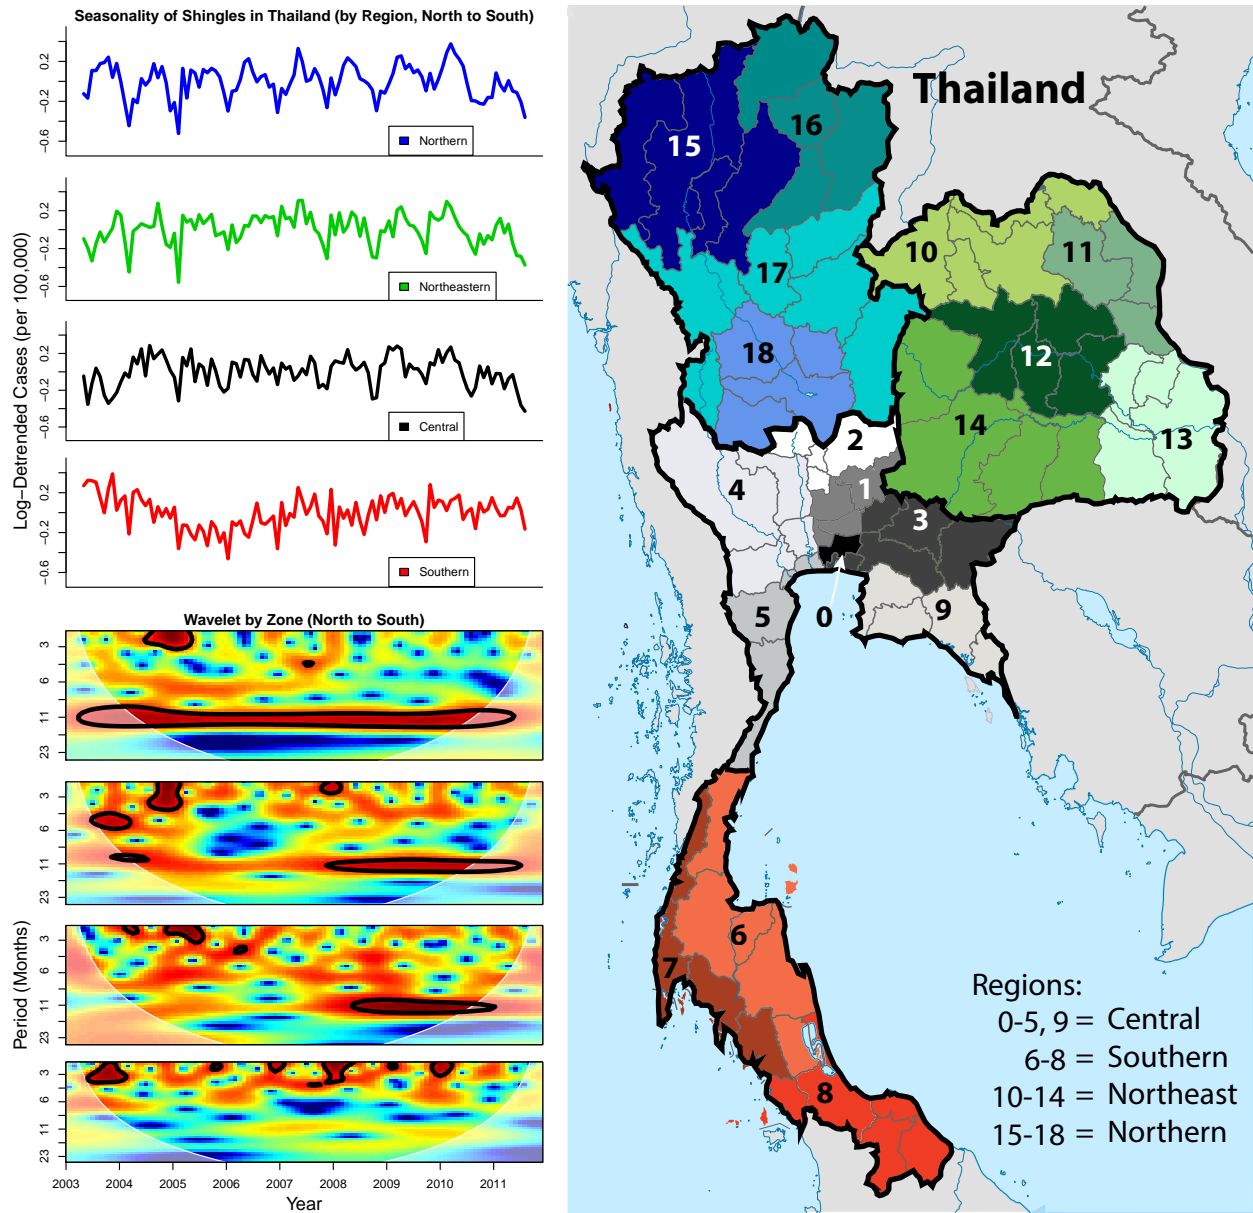 Seasonality of Shingles in Thailand (by Region, North to South)
Log−Detrended Cases (per 100,000)
0.2
−0.2
−0.6
Northern
0.2
−0.2
−0.6
Northeastern
0.2
−0.2
−0.6
Central
0.2
−0.2
−0.6
Southern
Wavelet by Zone (North to South)
Period (Months)
3
6
11
23
3
6
11
23
3
6
11
23
3
6
11
23
2003 2004 2005 2006 2007 2008 2009 2010 2011
Year
Thailand
15
16
10
11
17
18
12
14
13
2
4
1
3
5
0
9
6
7
8
Regions:
0-5, 9 = Central
6-8 = Southern
10-14 = Northeast
15-18 = Northern